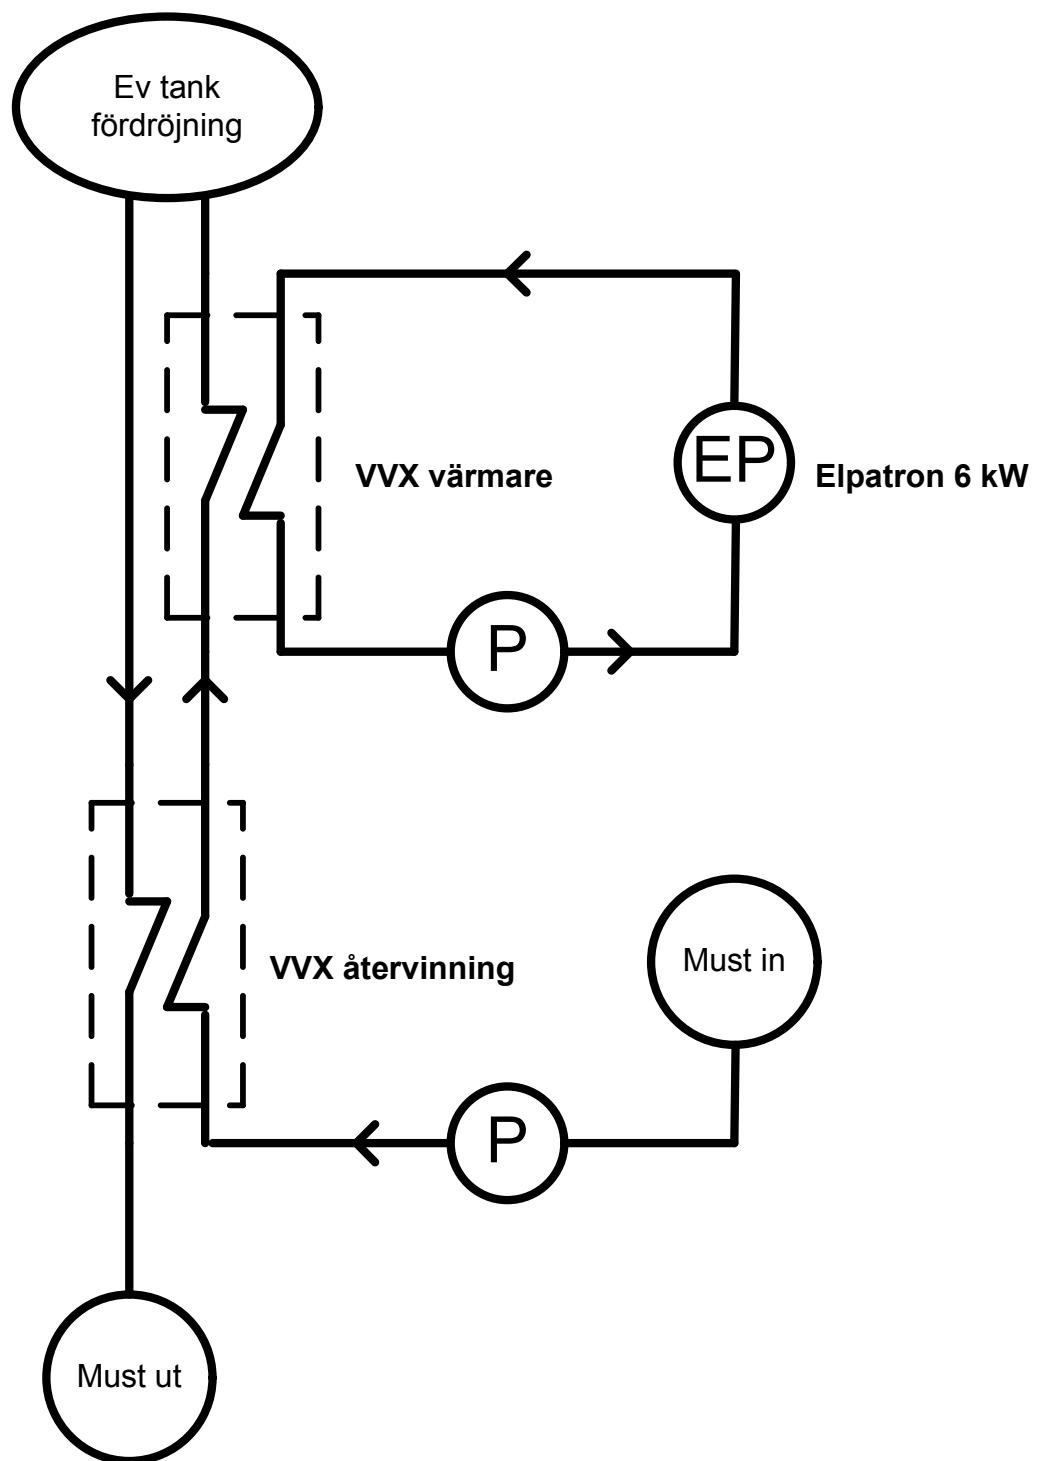 Ev tank
fördröjning
EP
VVX värmare
Elpatron 6 kW
P
VVX återvinning
Must in
P
Must ut